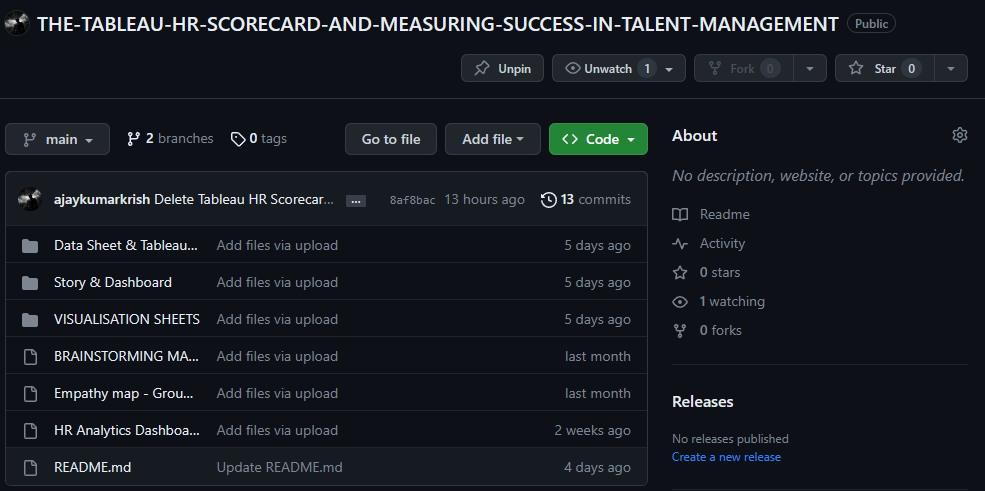 THE-TABLEAU-HR-SCORECARD-AND-MEASURING-SUCCESS-IN-TALENT-MANAGEMENT Public
Unpin Unwatch 1 Fork 0 Star 0
main 2 branches 0 tags Go to file Add file Code
ajaykumarkrish Delete Tableau HR Scorecar... ... 8af8bac 13 hours ago 13 commits
Data Sheet & Tableau... Add files via upload 5 days ago
Story & Dashboard Add files via upload 5 days ago
VISUALISATION SHEETS Add files via upload 5 days ago
BRAINSTORMING MA... Add files via upload last month
Empathy map - Grou... Add files via upload last month
HR Analytics Dashboa... Add files via upload 2 weeks ago
README.md Update README.md 4 days ago
About
No description, website, or topics provided.
Readme
Activity
0 stars
1 watching
0 forks
Releases
No releases published
Create a new release